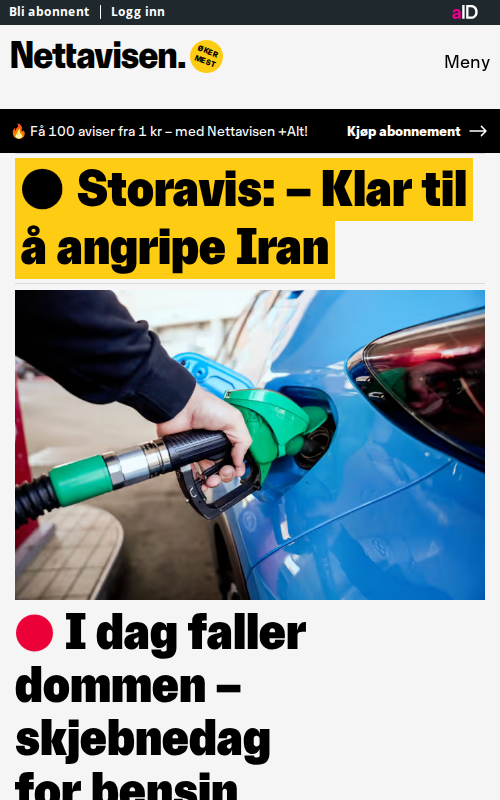 Bli abonnent
Logg inn
aID
Nettavisen.
ØKER
MEST
Meny
🔥 Få 100 aviser fra 1 kr – med Nettavisen +Alt!
Kjøp abonnement →
Storavis: – Klar til
å angripe Iran
I dag faller
dommen –
skjebnedag
for bensin